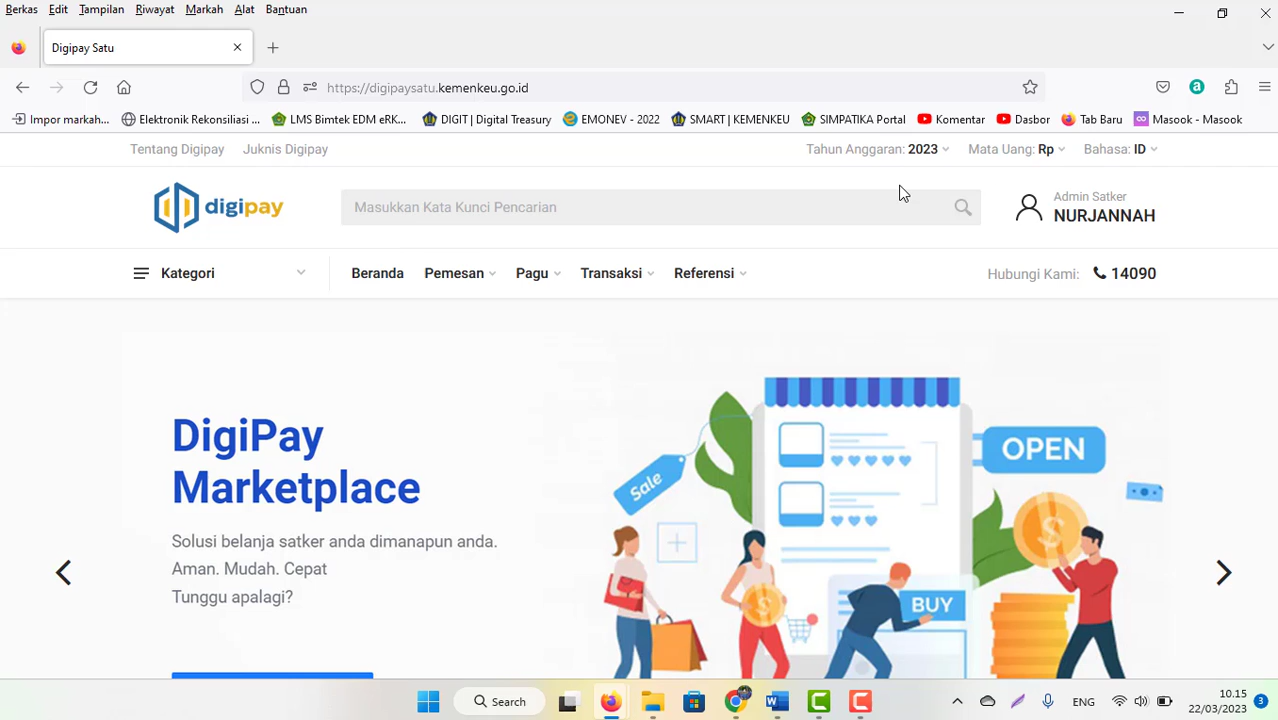 Berkas Edit Tampilan Riwayat Markah Alat Bantuan
Digipay Satu
https://digipaysatu.kemenkeu.go.id
Impor markah... Elektronik Rekonsiliasi ... LMS Bimtek EDM eRK... DIGIT | Digital Treasury EMONEV - 2022 SMART | KEMENKEU SIMPATIKA Portal Komentar Dasbor Tab Baru Masook - Masook
Tentang Digipay Juknis Digipay Tahun Anggaran: 2023 Mata Uang: Rp Bahasa: ID
digipay Masukkan Kata Kunci Pencarian
Admin Satker
NURJANNAH
Kategori Beranda Pemesan Pagu Transaksi Referensi Hubungi Kami: 14090
DigiPay
Marketplace
Solusi belanja satker anda dimanapun anda.
Aman. Mudah. Cepat
Tunggu apalagi?
OPEN
Sale
BUY
Search
ENG
10.15
22/03/2023
3